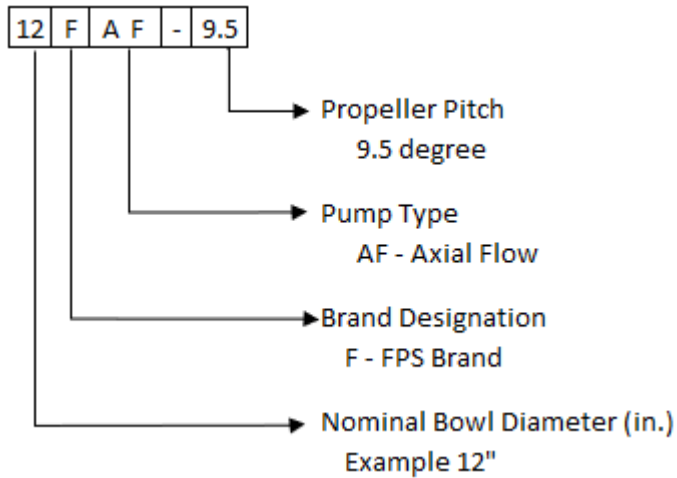 12 F A F - 9.5
Propeller Pitch
9.5 degree
Pump Type
AF - Axial Flow
Brand Designation
F - FPS Brand
Nominal Bowl Diameter (in.)
Example 12"